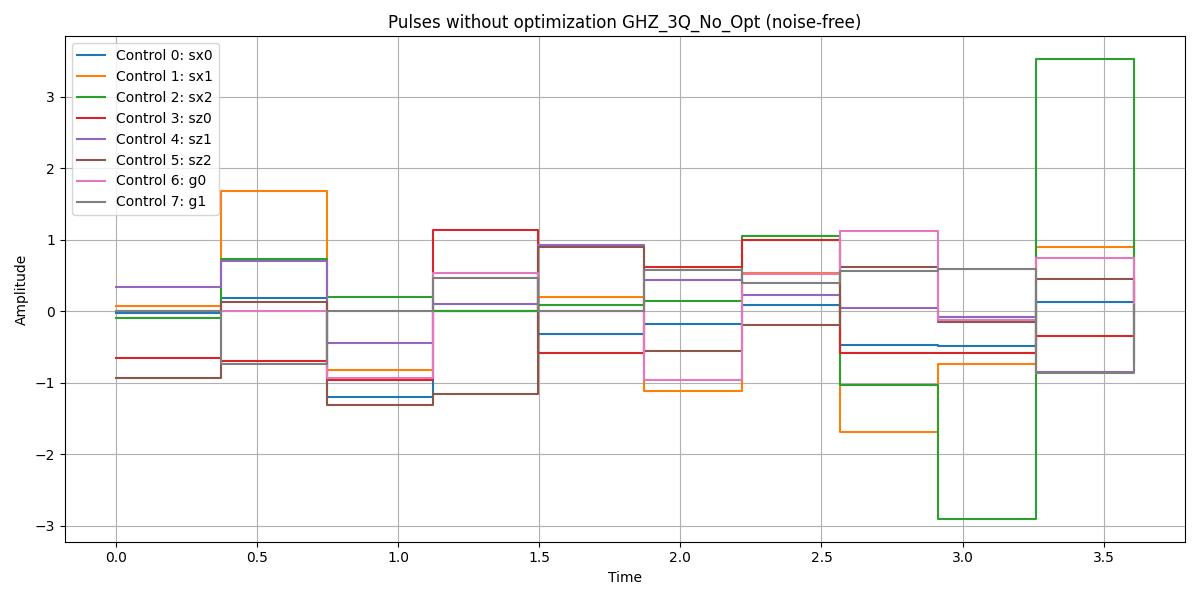 Pulses without optimization GHZ_3Q_No_Opt (noise-free)
Control 0: sx0
Control 1: sx1
Control 2: sx2
Control 3: sz0
Control 4: sz1
Control 5: sz2
Control 6: g0
Control 7: g1
Amplitude
3
2
1
0
−1
−2
−3
0.0 0.5 1.0 1.5 2.0 2.5 3.0 3.5
Time